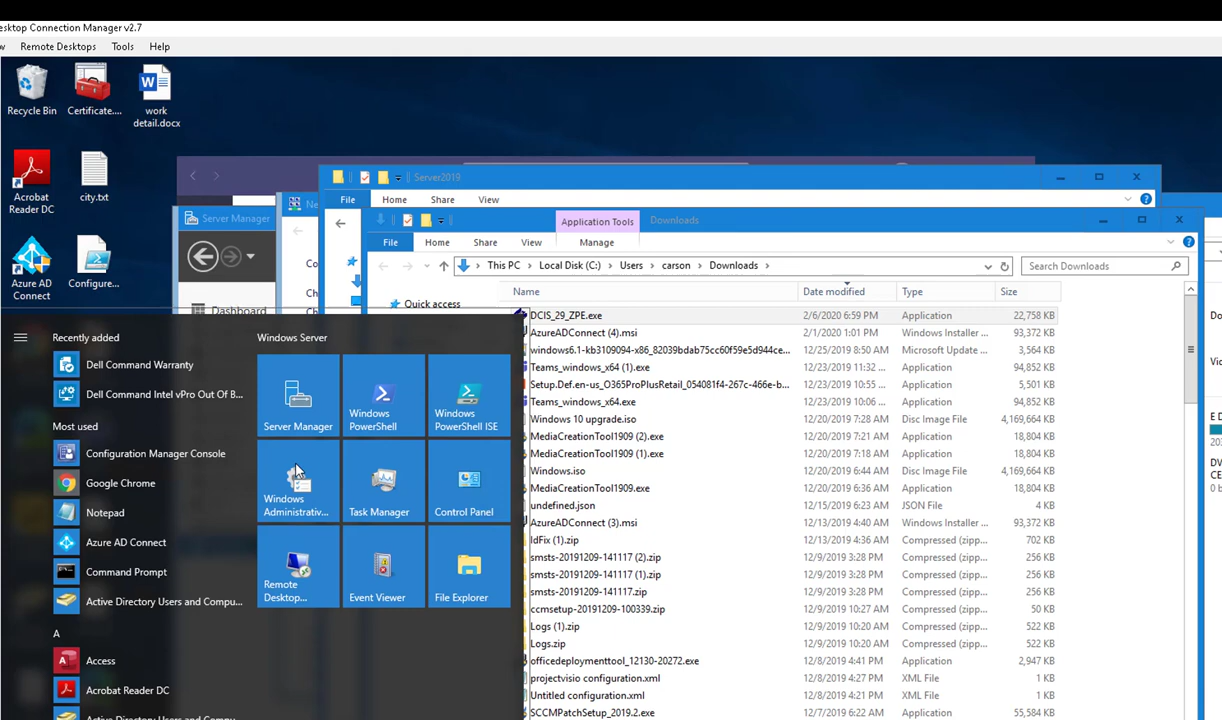 esktop Connection Manager v2.7
w Remote Desktops Tools Help
Recycle Bin
Certificate....
work
detail.docx
Acrobat
Reader DC
city.txt
Azure AD
Connect
Configure...
Server Manager
Dashboard
Ne
Co
Ch
Ch
Server2019
File Home Share View
Application Tools Downloads
File Home Share View Manage
This PC Local Disk (C:) Users carson Downloads
Search Downloads
Quick access
Name Date modified Type Size
DCIS_29_ZPE.exe 2/6/2020 6:59 PM Application 22,758 KB
AzureADConnect (4).msi 2/1/2020 1:01 PM Windows Installer ... 93,372 KB
windows6.1-kb3109094-x86_82039bdab75cc60f59e5d944ce... 12/25/2019 8:50 AM Microsoft Update ... 3,564 KB
Teams_windows_x64 (1).exe 12/23/2019 11:32 ... Application 94,852 KB
Setup.Def.en-us_O365ProPlusRetail_054081f4-267c-466e-b... 12/23/2019 10:55 ... Application 5,501 KB
Teams_windows_x64.exe 12/23/2019 10:06 ... Application 94,852 KB
Windows 10 upgrade.iso 12/20/2019 7:28 AM Disc Image File 4,169,664 KB
MediaCreationTool1909 (2).exe 12/20/2019 7:21 AM Application 18,804 KB
MediaCreationTool1909 (1).exe 12/20/2019 7:18 AM Application 18,804 KB
Windows.iso 12/20/2019 6:44 AM Disc Image File 4,169,664 KB
MediaCreationTool1909.exe 12/20/2019 6:36 AM Application 18,804 KB
undefined.json 12/15/2019 6:23 AM JSON File 2 KB
AzureADConnect (3).msi 12/13/2019 4:40 AM Windows Installer ... 93,372 KB
IdFix (1).zip 12/13/2019 4:36 AM Compressed (zipp... 702 KB
smsts-20191209-141117 (2).zip 12/9/2019 3:28 PM Compressed (zipp... 256 KB
smsts-20191209-141117 (1).zip 12/9/2019 3:28 PM Compressed (zipp... 256 KB
smsts-20191209-141117.zip 12/9/2019 3:28 PM Compressed (zipp... 256 KB
ccmsetup-20191209-100339.zip 12/9/2019 10:27 AM Compressed (zipp... 50 KB
Logs (1).zip 12/9/2019 10:01 AM Compressed (zipp... 522 KB
Logs.zip 12/9/2019 10:01 AM Compressed (zipp... 522 KB
officedeploymenttool_12130-20272.exe 12/8/2019 4:41 PM Application 2,947 KB
projectvisio configuration.xml 12/8/2019 4:27 PM XML File 1 KB
Untitled configuration.xml 12/8/2019 4:21 PM XML File 1 KB
SCCMPatchSetup_2019.2.exe 12/7/2019 6:22 AM Application 55,584 KB
Recently added
Dell Command Warranty
Dell Command Intel vPro Out Of B...
Most used
Configuration Manager Console
Google Chrome
Notepad
Azure AD Connect
Command Prompt
Active Directory Users and Compu...
A
Access
Acrobat Reader DC
Windows Server
Server Manager
Windows
PowerShell
Windows
PowerShell ISE
Windows
Administrativ...
Task Manager
Control Panel
Remote
Desktop...
Event Viewer
File Explorer
Do
Vid
E D
DV
CE
0 b